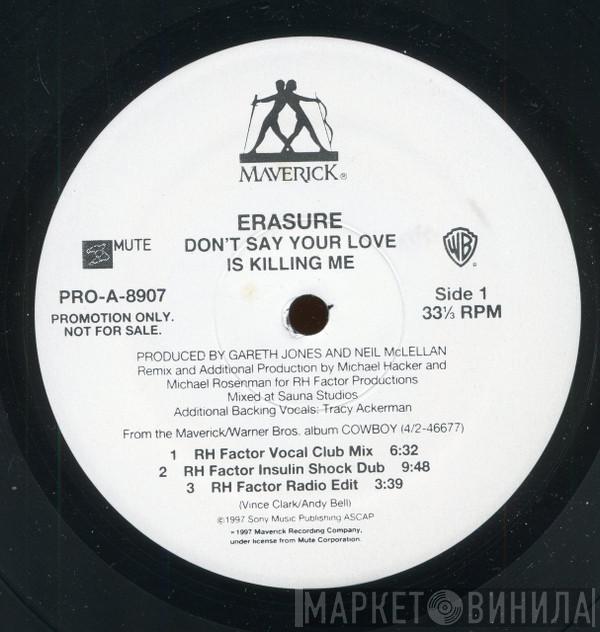 MAVERICK®
ERASURE
DON'T SAY YOUR LOVE
IS KILLING ME
MUTE
WB
PRO-A-8907
PROMOTION ONLY.
NOT FOR SALE.
Side 1
33⅓ RPM
PRODUCED BY GARETH JONES AND NEIL McLELLAN
Remix and Additional Production by Michael Hacker and
Michael Rosenman for RH Factor Productions
Mixed at Sauna Studios
Additional Backing Vocals: Tracy Ackerman
From the Maverick/Warner Bros. album COWBOY (4/2-46677)
1 RH Factor Vocal Club Mix 6:32
2 RH Factor Insulin Shock Dub 9:48
3 RH Factor Radio Edit 3:39
(Vince Clark/Andy Bell)
©1997 Sony Music Publishing ASCAP
℗1997 Maverick Recording Company,
under license from Mute Corporation.
МАРКЕТ ВИНИЛА